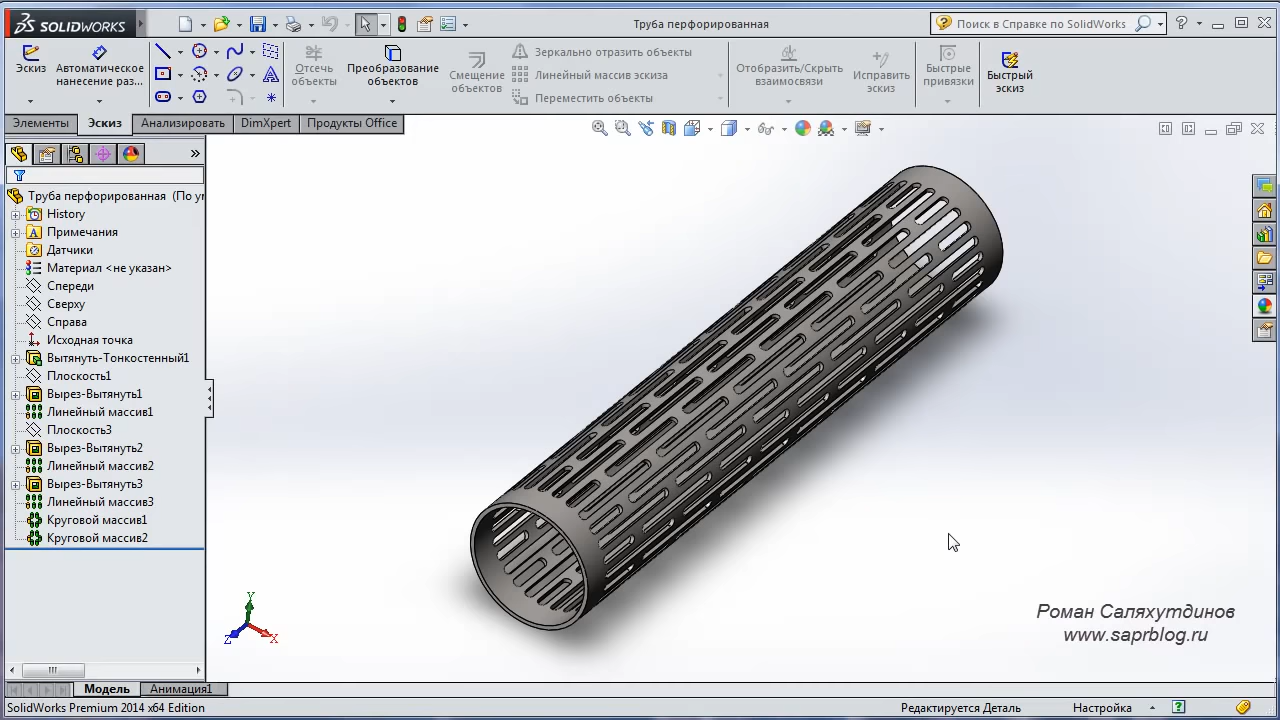 SOLIDWORKS
Труба перфорированная
Поиск в Справке по SolidWorks
Эскиз
Автоматическое нанесение раз...
Отсечь объекты
Преобразование объектов
Смещение объектов
Зеркально отразить объекты
Линейный массив эскиза
Переместить объекты
Отобразить/Скрыть взаимосвязи
Исправить эскиз
Быстрые привязки
Быстрый эскиз
Элементы
Эскиз
Анализировать
DimXpert
Продукты Office
Труба перфорированная (По у
History
Примечания
Датчики
Материал <не указан>
Спереди
Сверху
Справа
Исходная точка
Вытянуть-Тонкостенный1
Плоскость1
Вырез-Вытянуть1
Линейный массив1
Плоскость3
Вырез-Вытянуть2
Линейный массив2
Вырез-Вытянуть3
Линейный массив3
Круговой массив1
Круговой массив2
Y
Z
X
Роман Саляхутдинов
www.saprblog.ru
Модель
Анимация1
SolidWorks Premium 2014 x64 Edition
Редактируется Деталь
Настройка